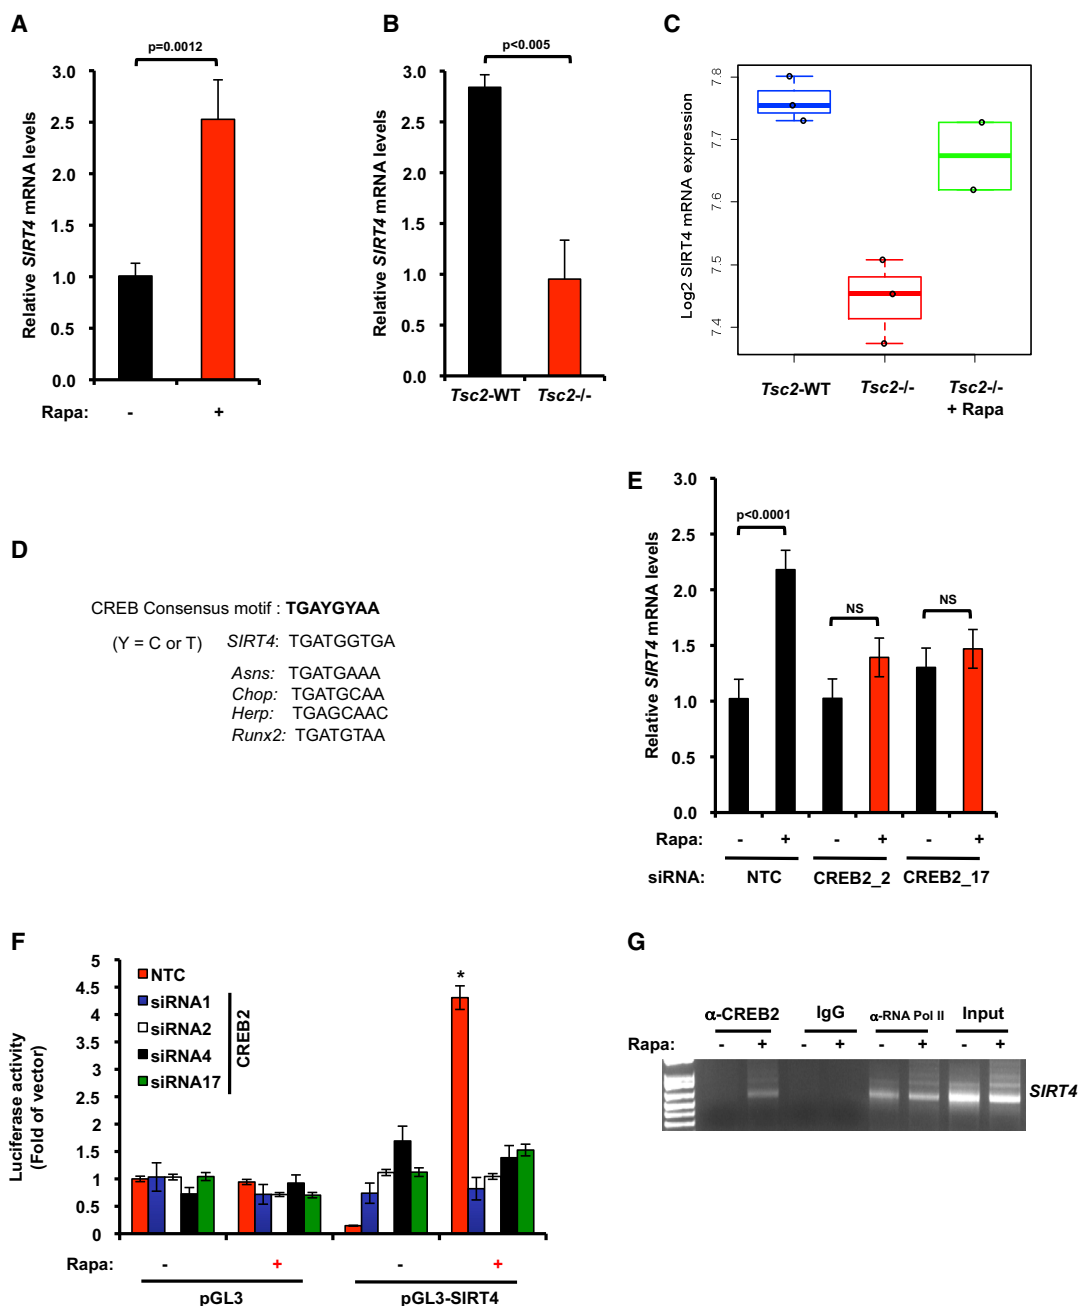 A
p=0.0012
Relative SIRT4 mRNA levels
3.0
2.5
2.0
1.5
1.0
0.5
0.0
Rapa: - +
B
p<0.005
Relative SIRT4 mRNA levels
3.0
2.5
2.0
1.5
1.0
0.5
0.0
Tsc2-WT Tsc2-/-
C
Log2 SIRT4 mRNA expression
7.8
7.7
7.6
7.5
7.4
Tsc2-WT Tsc2-/- Tsc2-/-
+ Rapa
D
CREB Consensus motif : TGAYGYAA
(Y = C or T) SIRT4: TGATGGTGA
Asns: TGATGAAA
Chop: TGATGCAA
Herp: TGAGCAAC
Runx2: TGATGTAA
E
p<0.0001
NS
NS
Relative SIRT4 mRNA levels
3.0
2.5
2.0
1.5
1.0
0.5
0.0
Rapa: - + - + - +
siRNA: NTC CREB2_2 CREB2_17
F
Luciferase activity
(Fold of vector)
5
4.5
4
3.5
3
2.5
2
1.5
1
0.5
0
NTC
siRNA1
siRNA2
siRNA4
siRNA17
CREB2
*
Rapa: - + - +
pGL3 pGL3-SIRT4
G
α-CREB2 IgG α-RNA Pol II Input
Rapa: - + - + - + - +
SIRT4